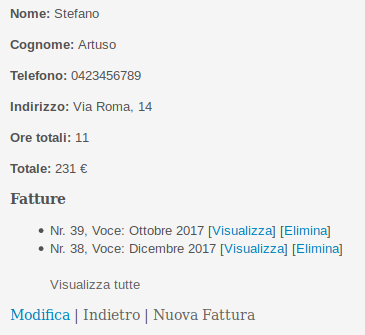 Nome: Stefano
Cognome: Artuso
Telefono: 0423456789
Indirizzo: Via Roma, 14
Ore totali: 11
Totale: 231 €
Fatture
Nr. 39, Voce: Ottobre 2017 [Visualizza] [Elimina]
Nr. 38, Voce: Dicembre 2017 [Visualizza] [Elimina]
Visualizza tutte
Modifica | Indietro | Nuova Fattura